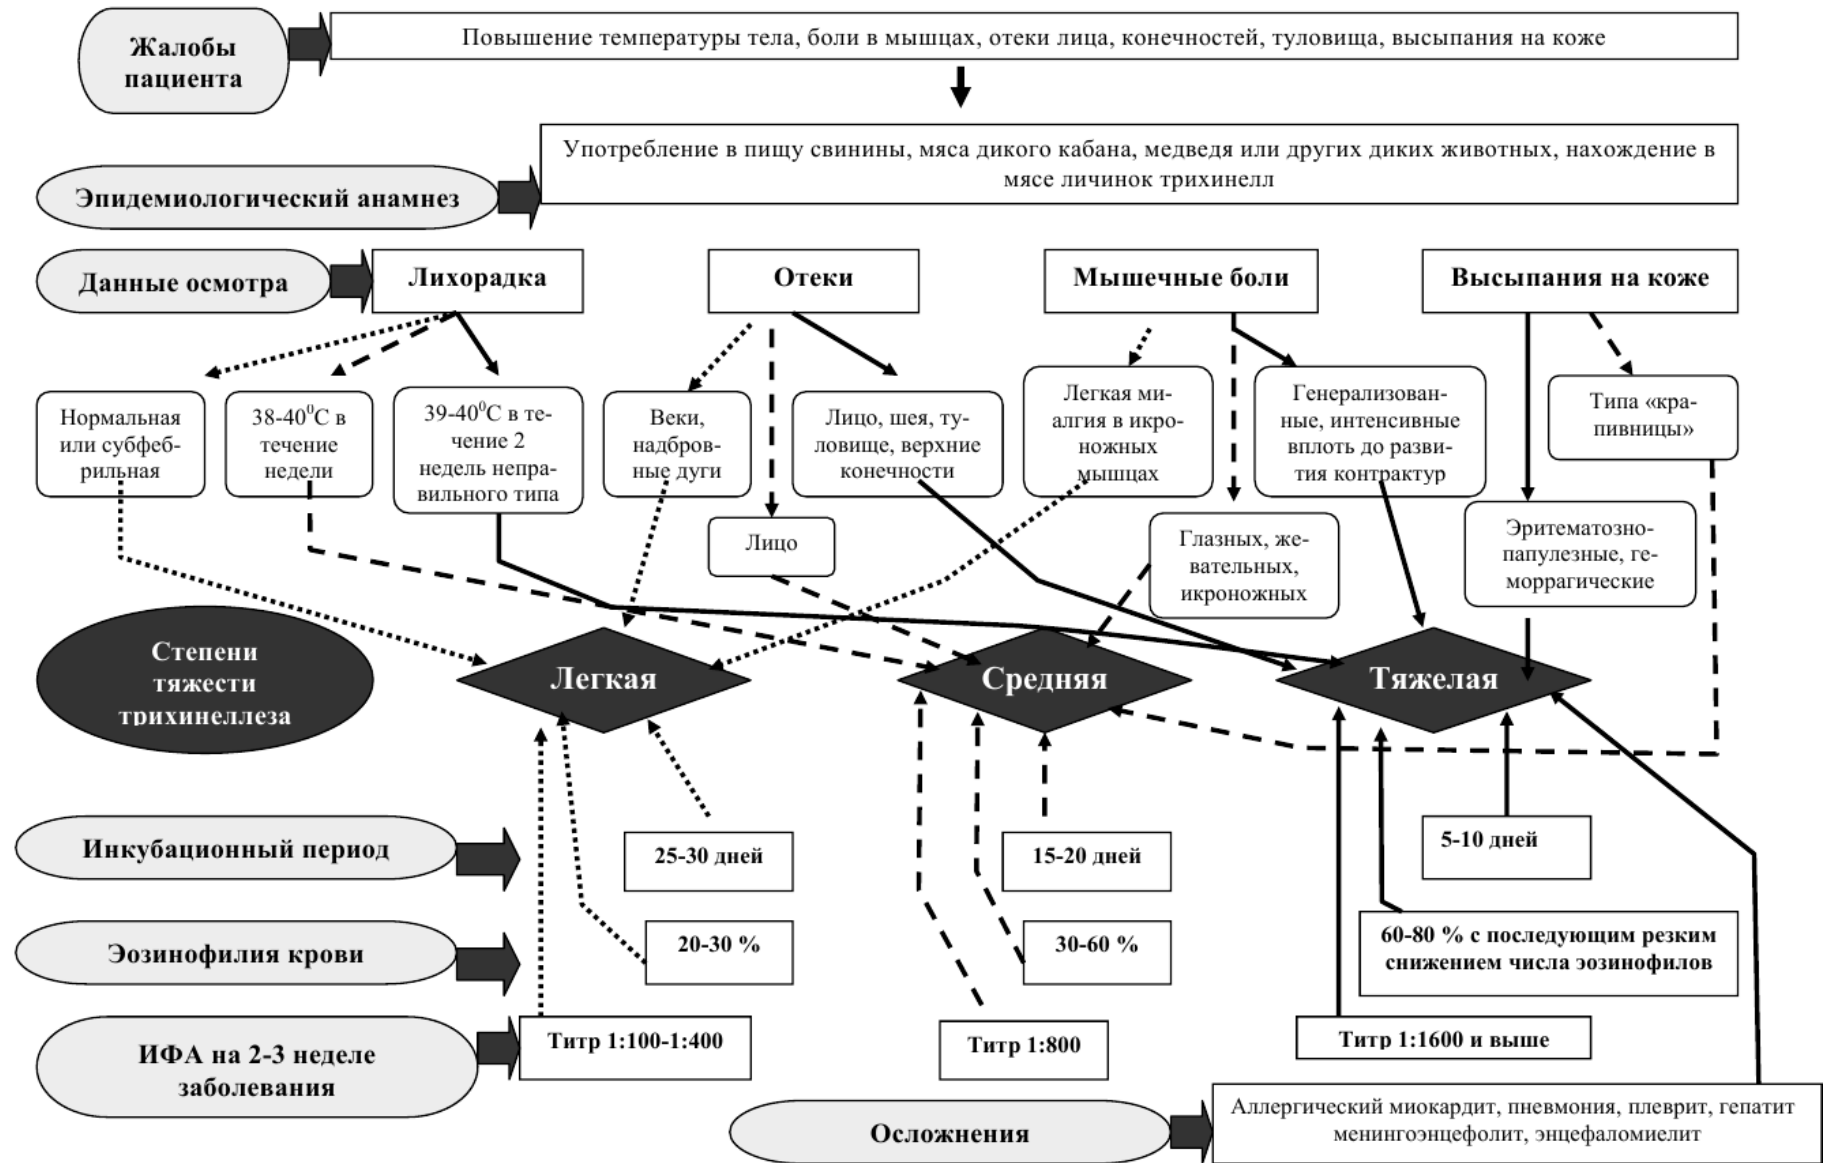 Жалобы
пациента
Повышение температуры тела, боли в мышцах, отеки лица, конечностей, туловища, высыпания на коже
Эпидемиологический анамнез
Употребление в пищу свинины, мяса дикого кабана, медведя или других диких животных, нахождение в
мясе личинок трихинелл
Данные осмотра
Лихорадка
Отеки
Мышечные боли
Высыпания на коже
Нормальная
или субфеб-
рильная
38-40⁰С в
течение
недели
39-40⁰С в те-
чение 2
недель непра-
вильного типа
Веки,
надбров-
ные дуги
Лицо
Лицо, шея, ту-
ловище, верхние
конечности
Легкая ми-
алгия в икро-
ножных
мышцах
Глазных, же-
вательных,
икроножных
Генерализован-
ные, интенсивные
вплоть до разви-
тия контрактур
Эритематозно-
папулезные, ге-
моррагические
Типа «кра-
пивницы»
Степени
тяжести
трихинеллеза
Легкая
Средняя
Тяжелая
Инкубационный период
25-30 дней
15-20 дней
5-10 дней
Эозинофилия крови
20-30 %
30-60 %
60-80 % с последующим резким
снижением числа эозинофилов
ИФА на 2-3 неделе
заболевания
Титр 1:100-1:400
Титр 1:800
Титр 1:1600 и выше
Осложнения
Аллергический миокардит, пневмония, плеврит, гепатит
менингоэнцефолит, энцефаломиелит